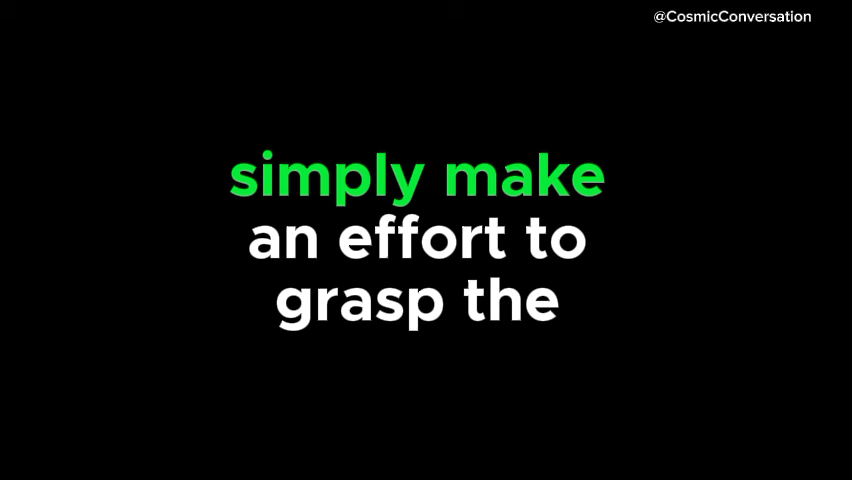 @CosmicConversation
simply make
an effort to
grasp the